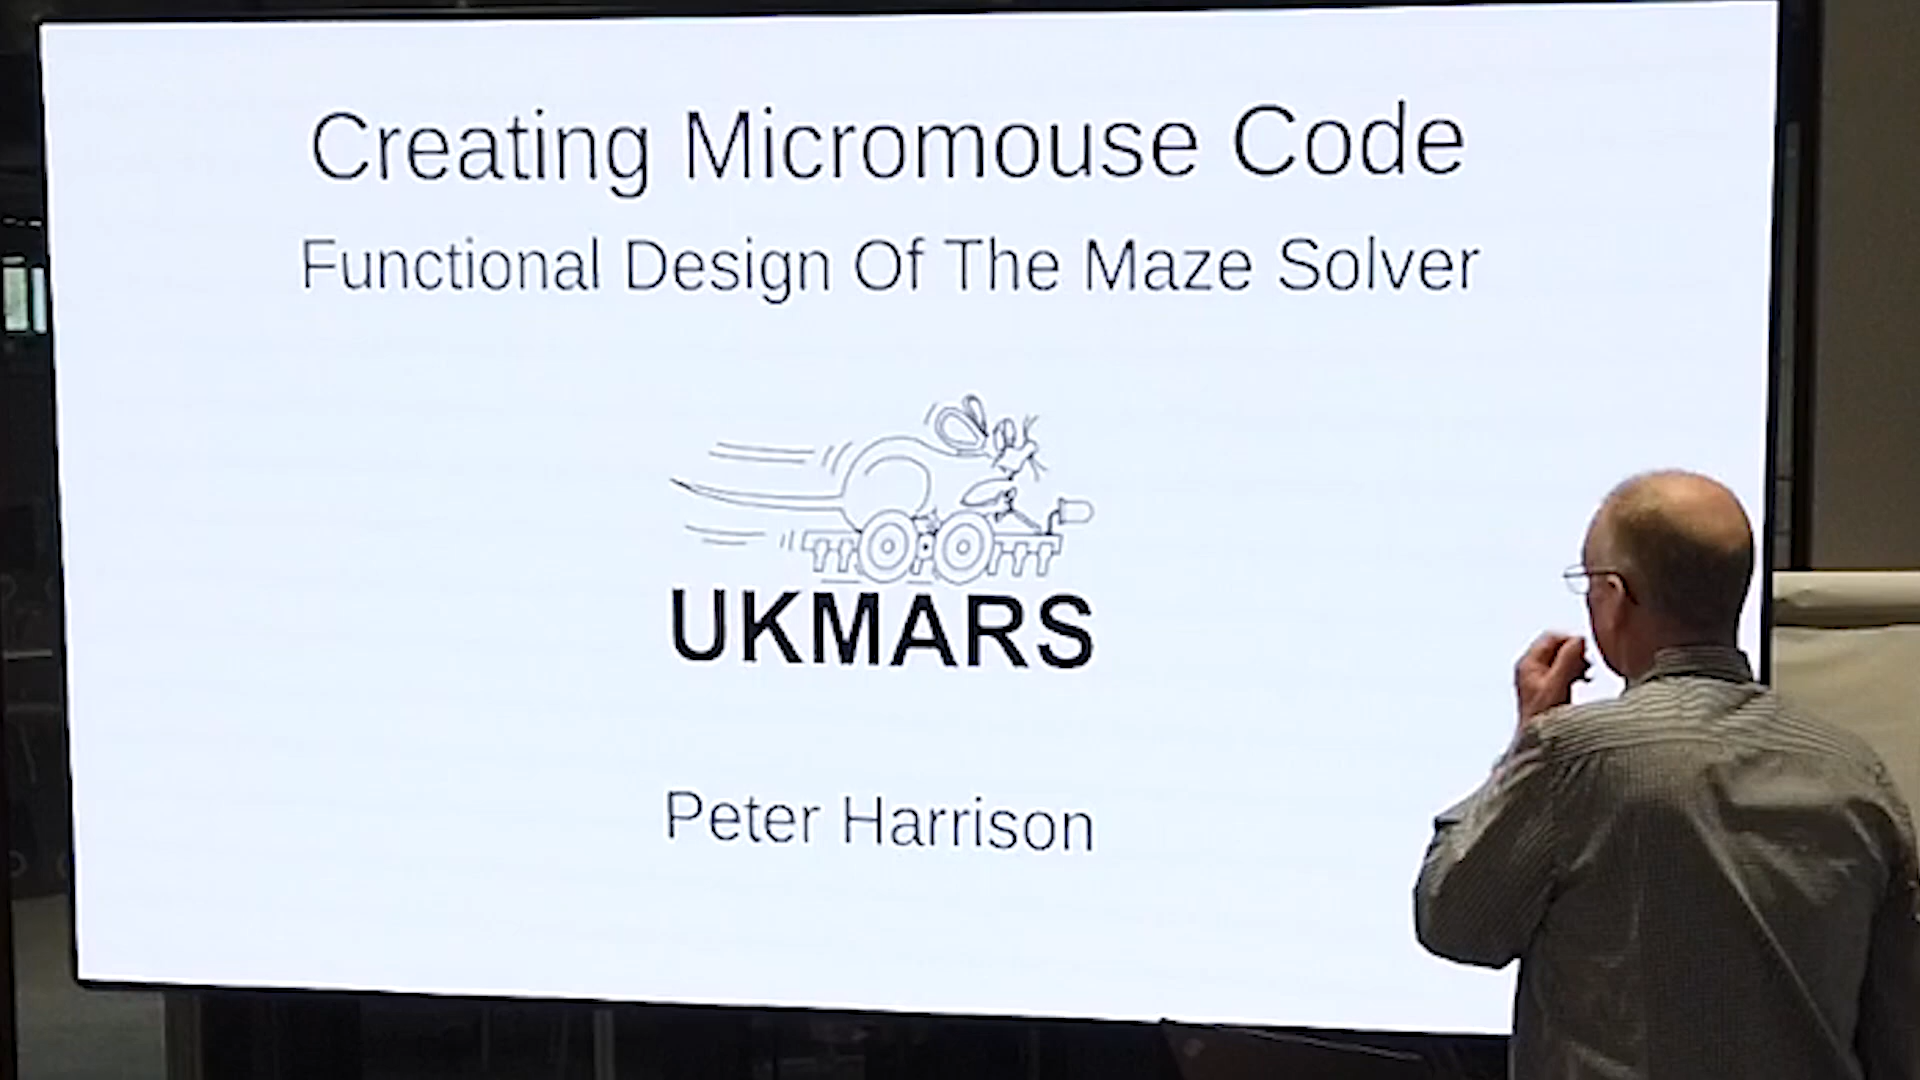 Creating Micromouse Code
Functional Design Of The Maze Solver
UKMARS
Peter Harrison